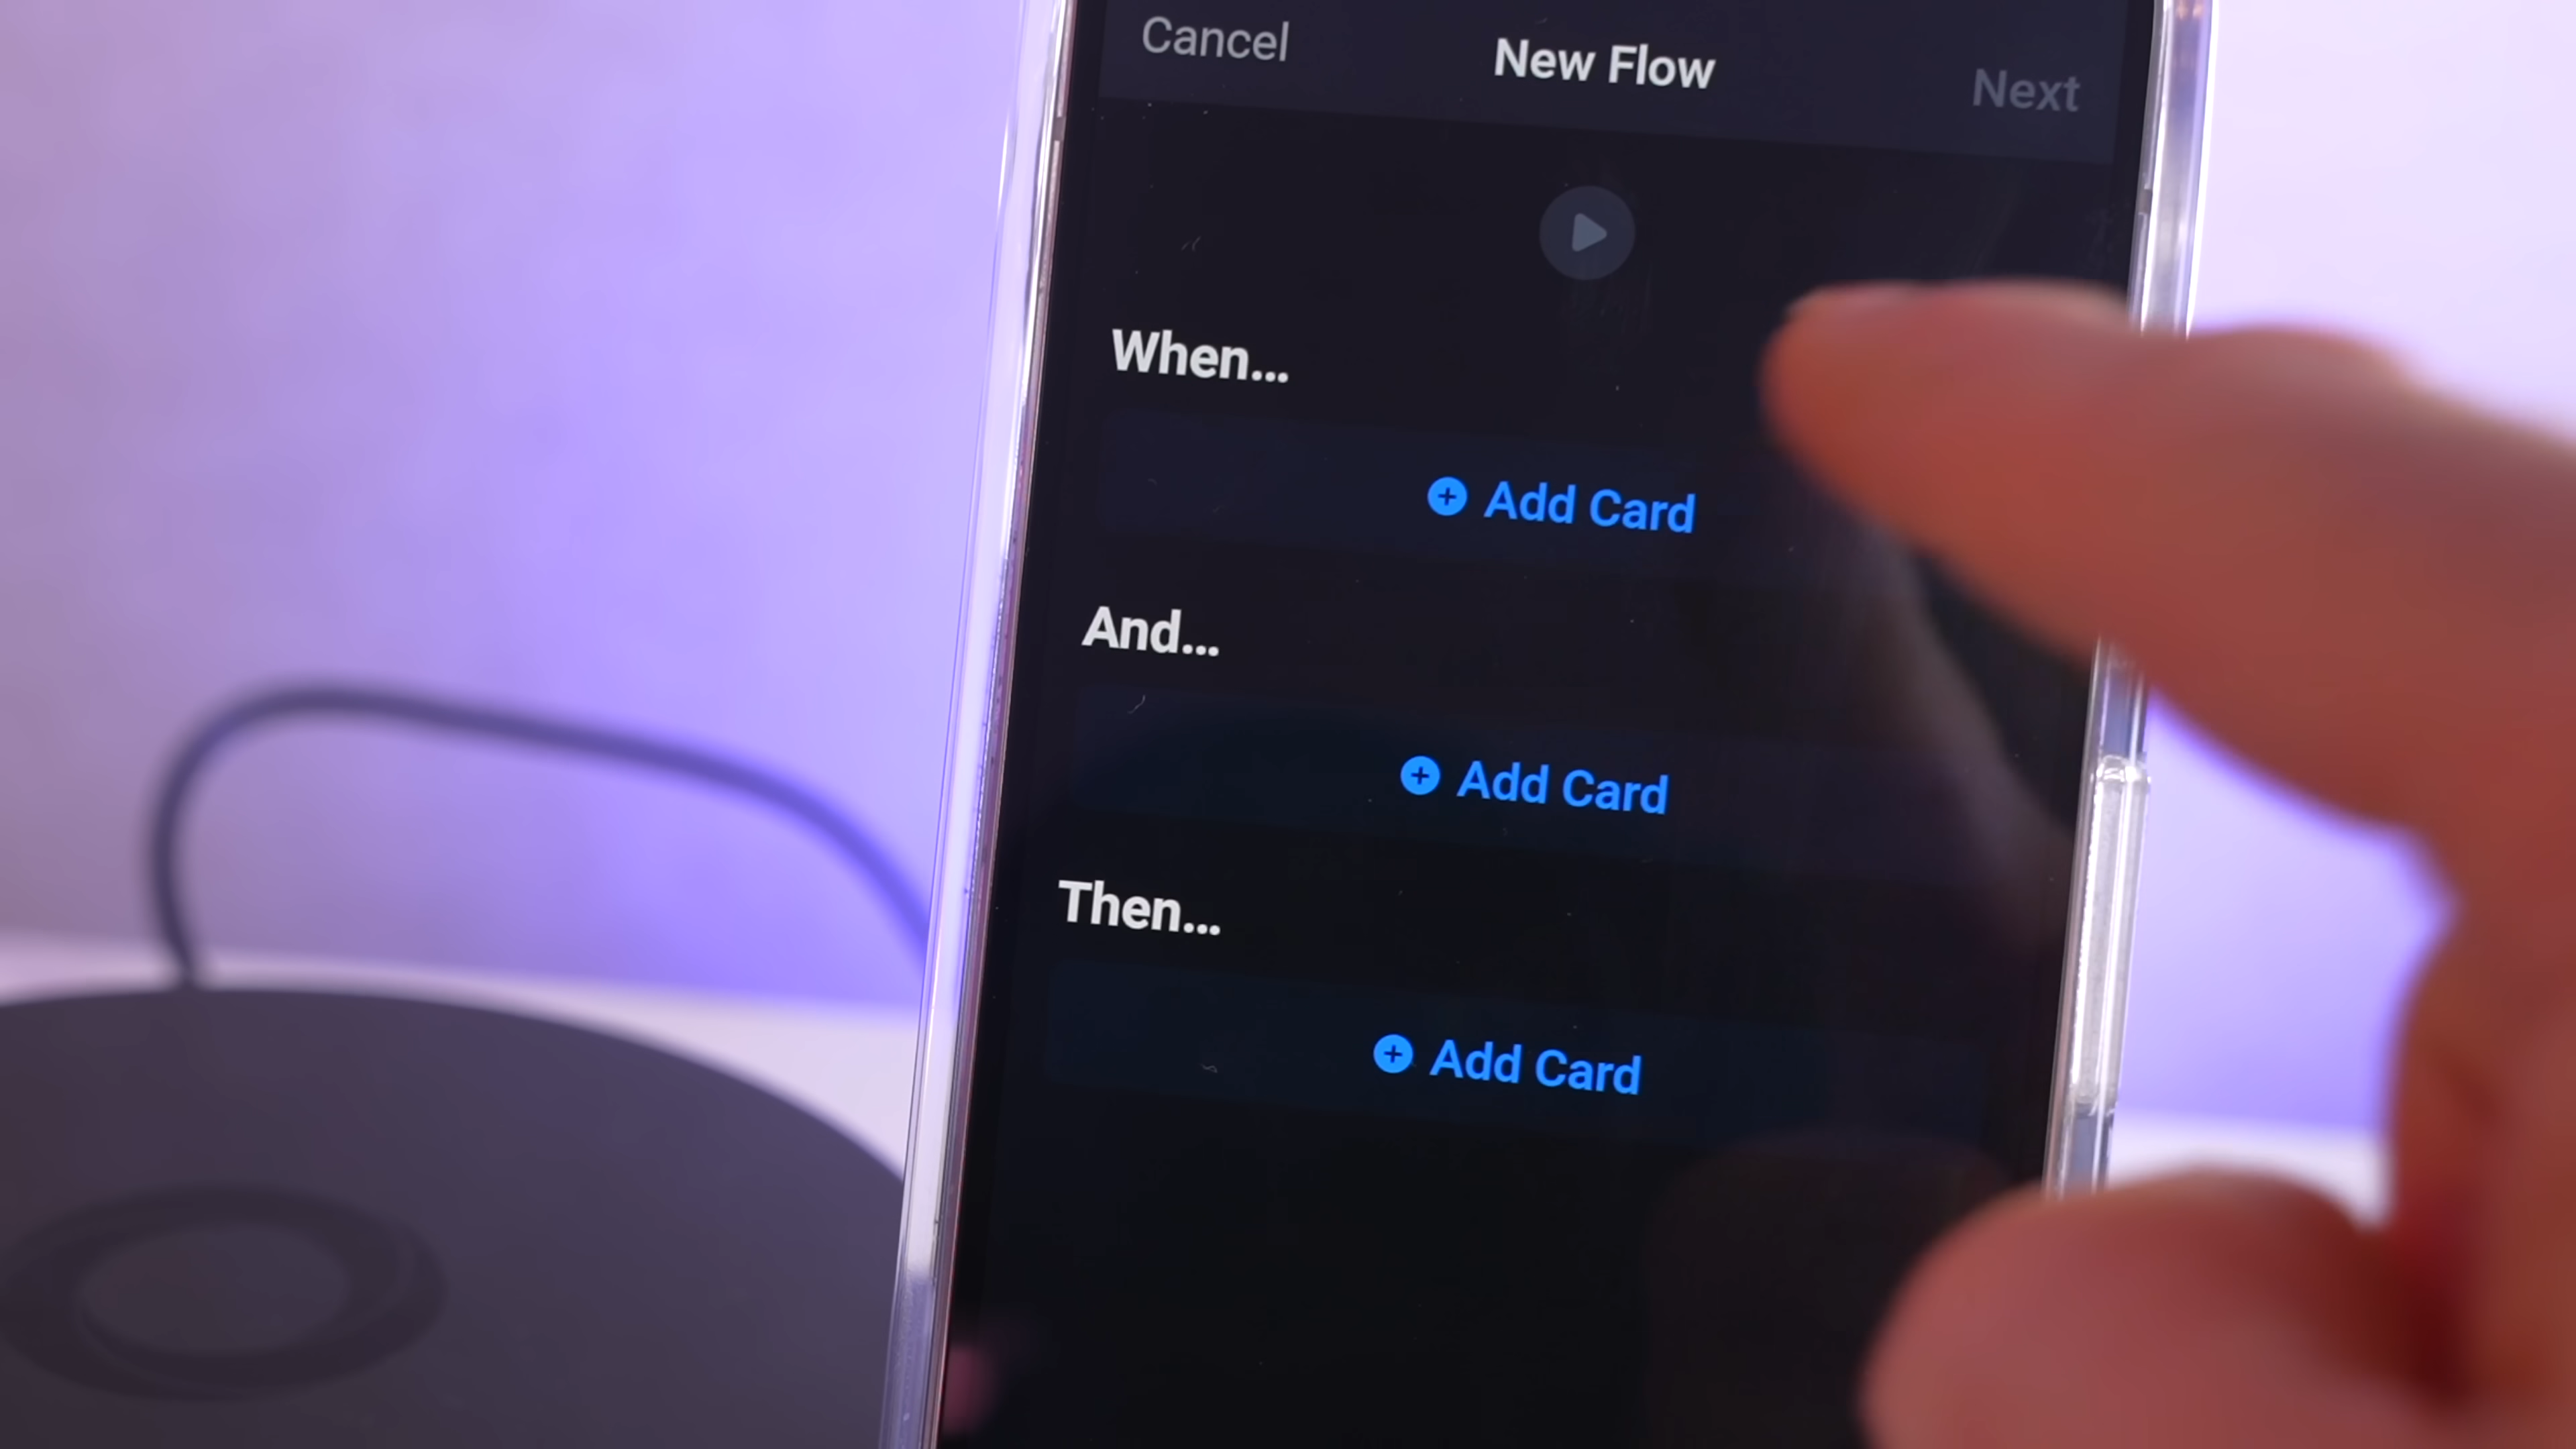 Cancel
New Flow
Next
When...
Add Card
And...
Add Card
Then...
Add Card